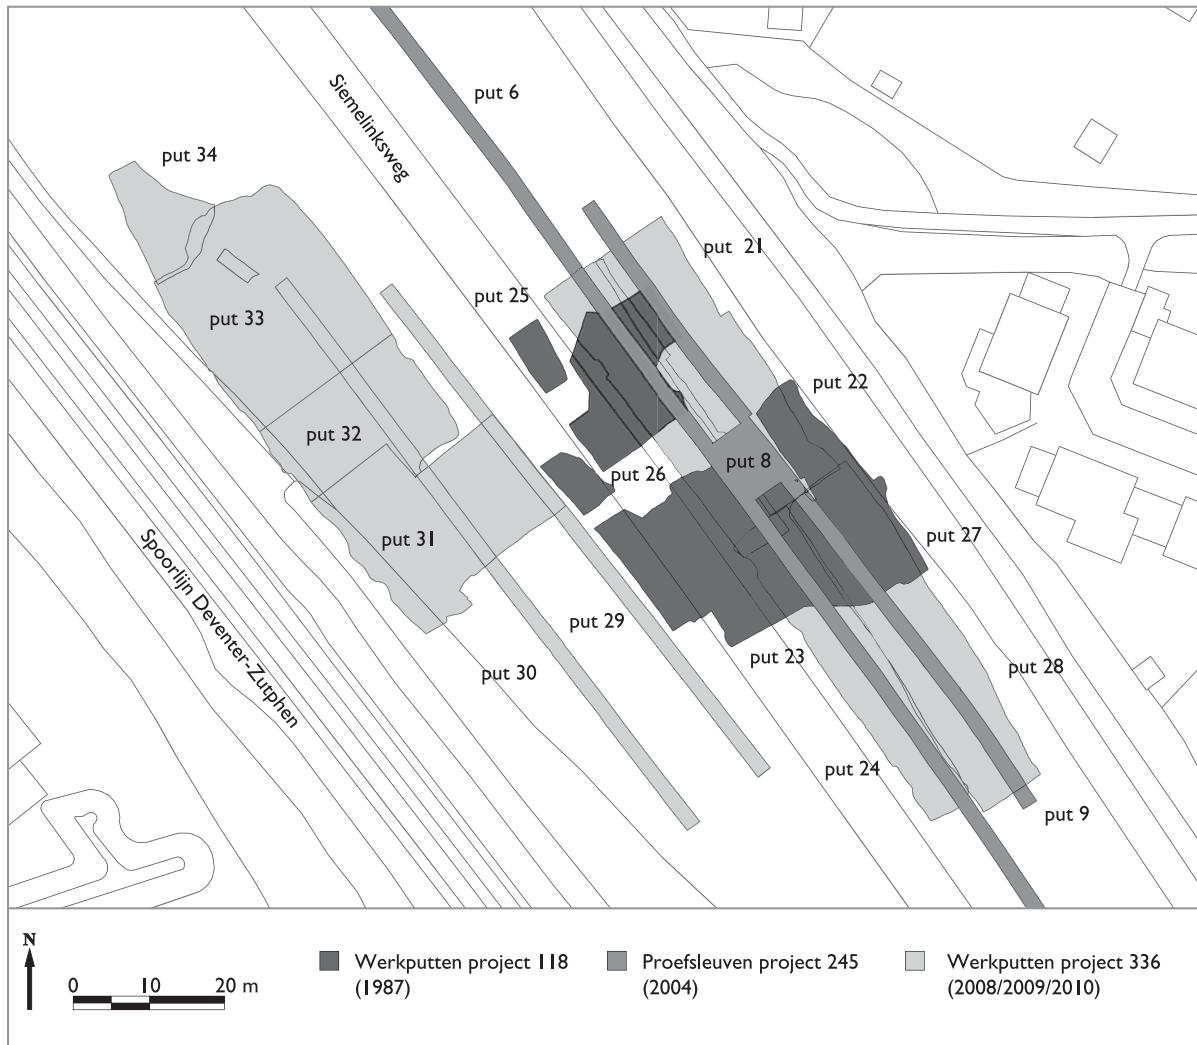 put 6
Siemelinksweg
put 34
put 21
put 25
put 33
put 22
put 32
put 8
put 26
put 31
put 27
Spoorlijn Deventer-Zutphen
put 29
put 23
put 28
put 30
put 24
put 9
N
0 10 20 m
Werkputten project 118
(1987)
Proefsleuven project 245
(2004)
Werkputten project 336
(2008/2009/2010)